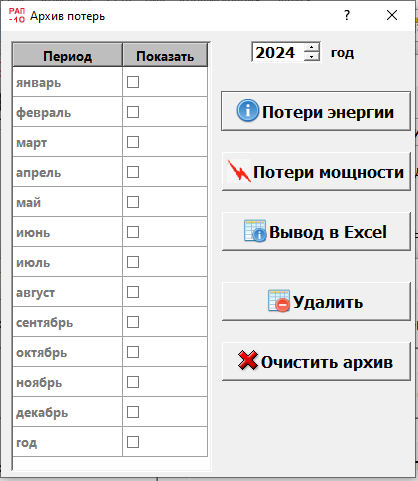 РАП
-10 Архив потерь
Период Показать
январь
февраль
март
апрель
май
июнь
июль
август
сентябрь
октябрь
ноябрь
декабрь
год
2024 год
Потери энергии
Потери мощности
Вывод в Excel
Удалить
Очистить архив